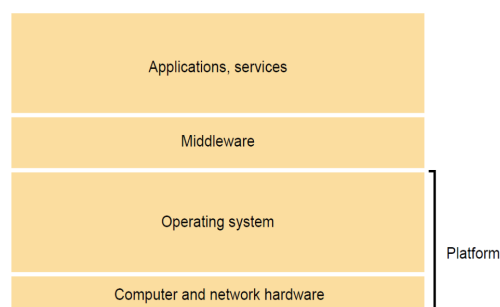 Applications, services
Middleware
Operating system
Platform
Computer and network hardware